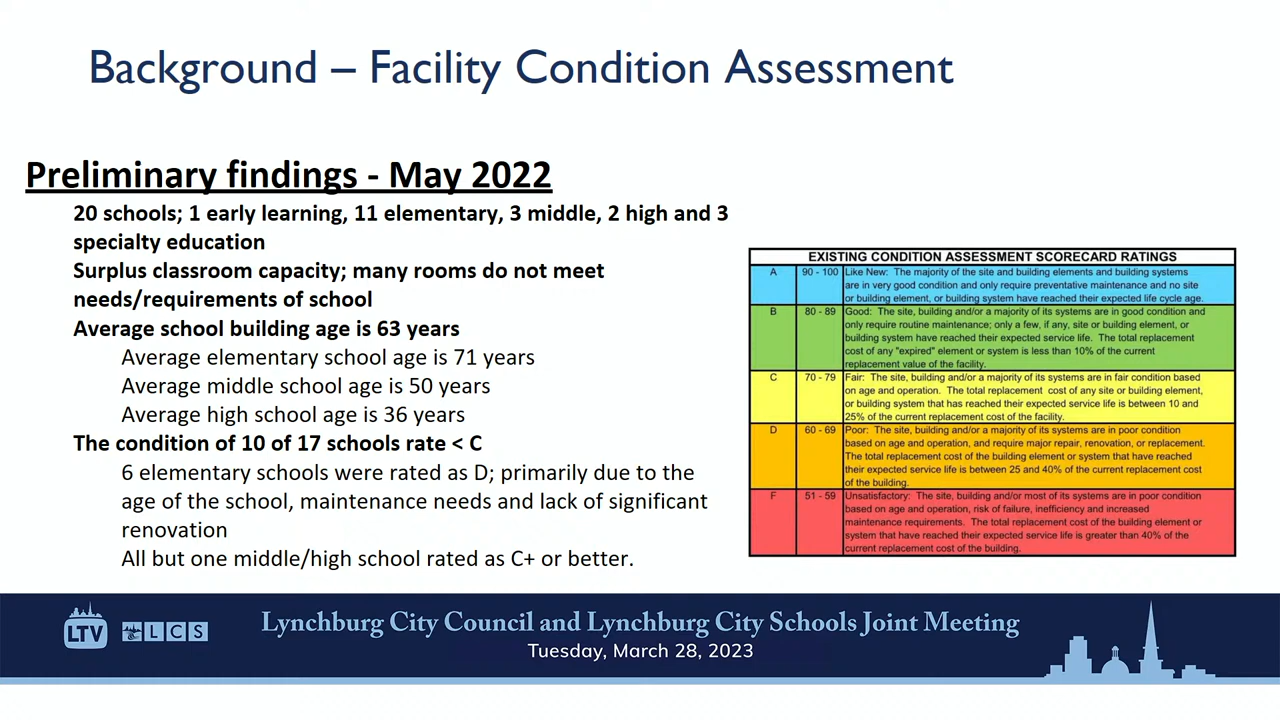 Background – Facility Condition Assessment
Preliminary findings - May 2022
20 schools; 1 early learning, 11 elementary, 3 middle, 2 high and 3
specialty education
Surplus classroom capacity; many rooms do not meet
needs/requirements of school
Average school building age is 63 years
Average elementary school age is 71 years
Average middle school age is 50 years
Average high school age is 36 years
The condition of 10 of 17 schools rate < C
6 elementary schools were rated as D; primarily due to the
age of the school, maintenance needs and lack of significant
renovation
All but one middle/high school rated as C+ or better.
EXISTING CONDITION ASSESSMENT SCORECARD RATINGS
A 90 - 100 Like New: The majority of the site and building elements and building systems
are in very good condition and only require preventative maintenance and no site
or building element, or building system have reached their expected life cycle age.
B 80 - 89 Good: The site, building and/or a majority of its systems are in good condition and
only require routine maintenance; only a few, if any, site or building element, or
building system have reached their expected service life. The total replacement
cost of any "expired" element or system is less than 10% of the current
replacement value of the facility.
C 70 - 79 Fair: The site, building and/or a majority of its systems are in fair condition based
on age and operation. The total replacement cost of any site or building element,
or building system that has reached their expected service life is between 10 and
25% of the current replacement cost of the facility.
D 60 - 69 Poor: The site, building and/or a majority of its systems are in poor condition
based on age and operation, and require major repair, renovation, or replacement.
The total replacement cost of the building element or system that have reached
their expected service life is between 25 and 40% of the current replacement cost
of the building.
F 51 - 59 Unsatisfactory: The site, building and/or most of its systems are in poor condition
based on age and operation, risk of failure, inefficiency and increased
maintenance requirements. The total replacement cost of the building element or
system that have reached their expected service life is greater than 40% of the
current replacement cost of the building.
LTV
LCS
Lynchburg City Council and Lynchburg City Schools Joint Meeting
Tuesday, March 28, 2023